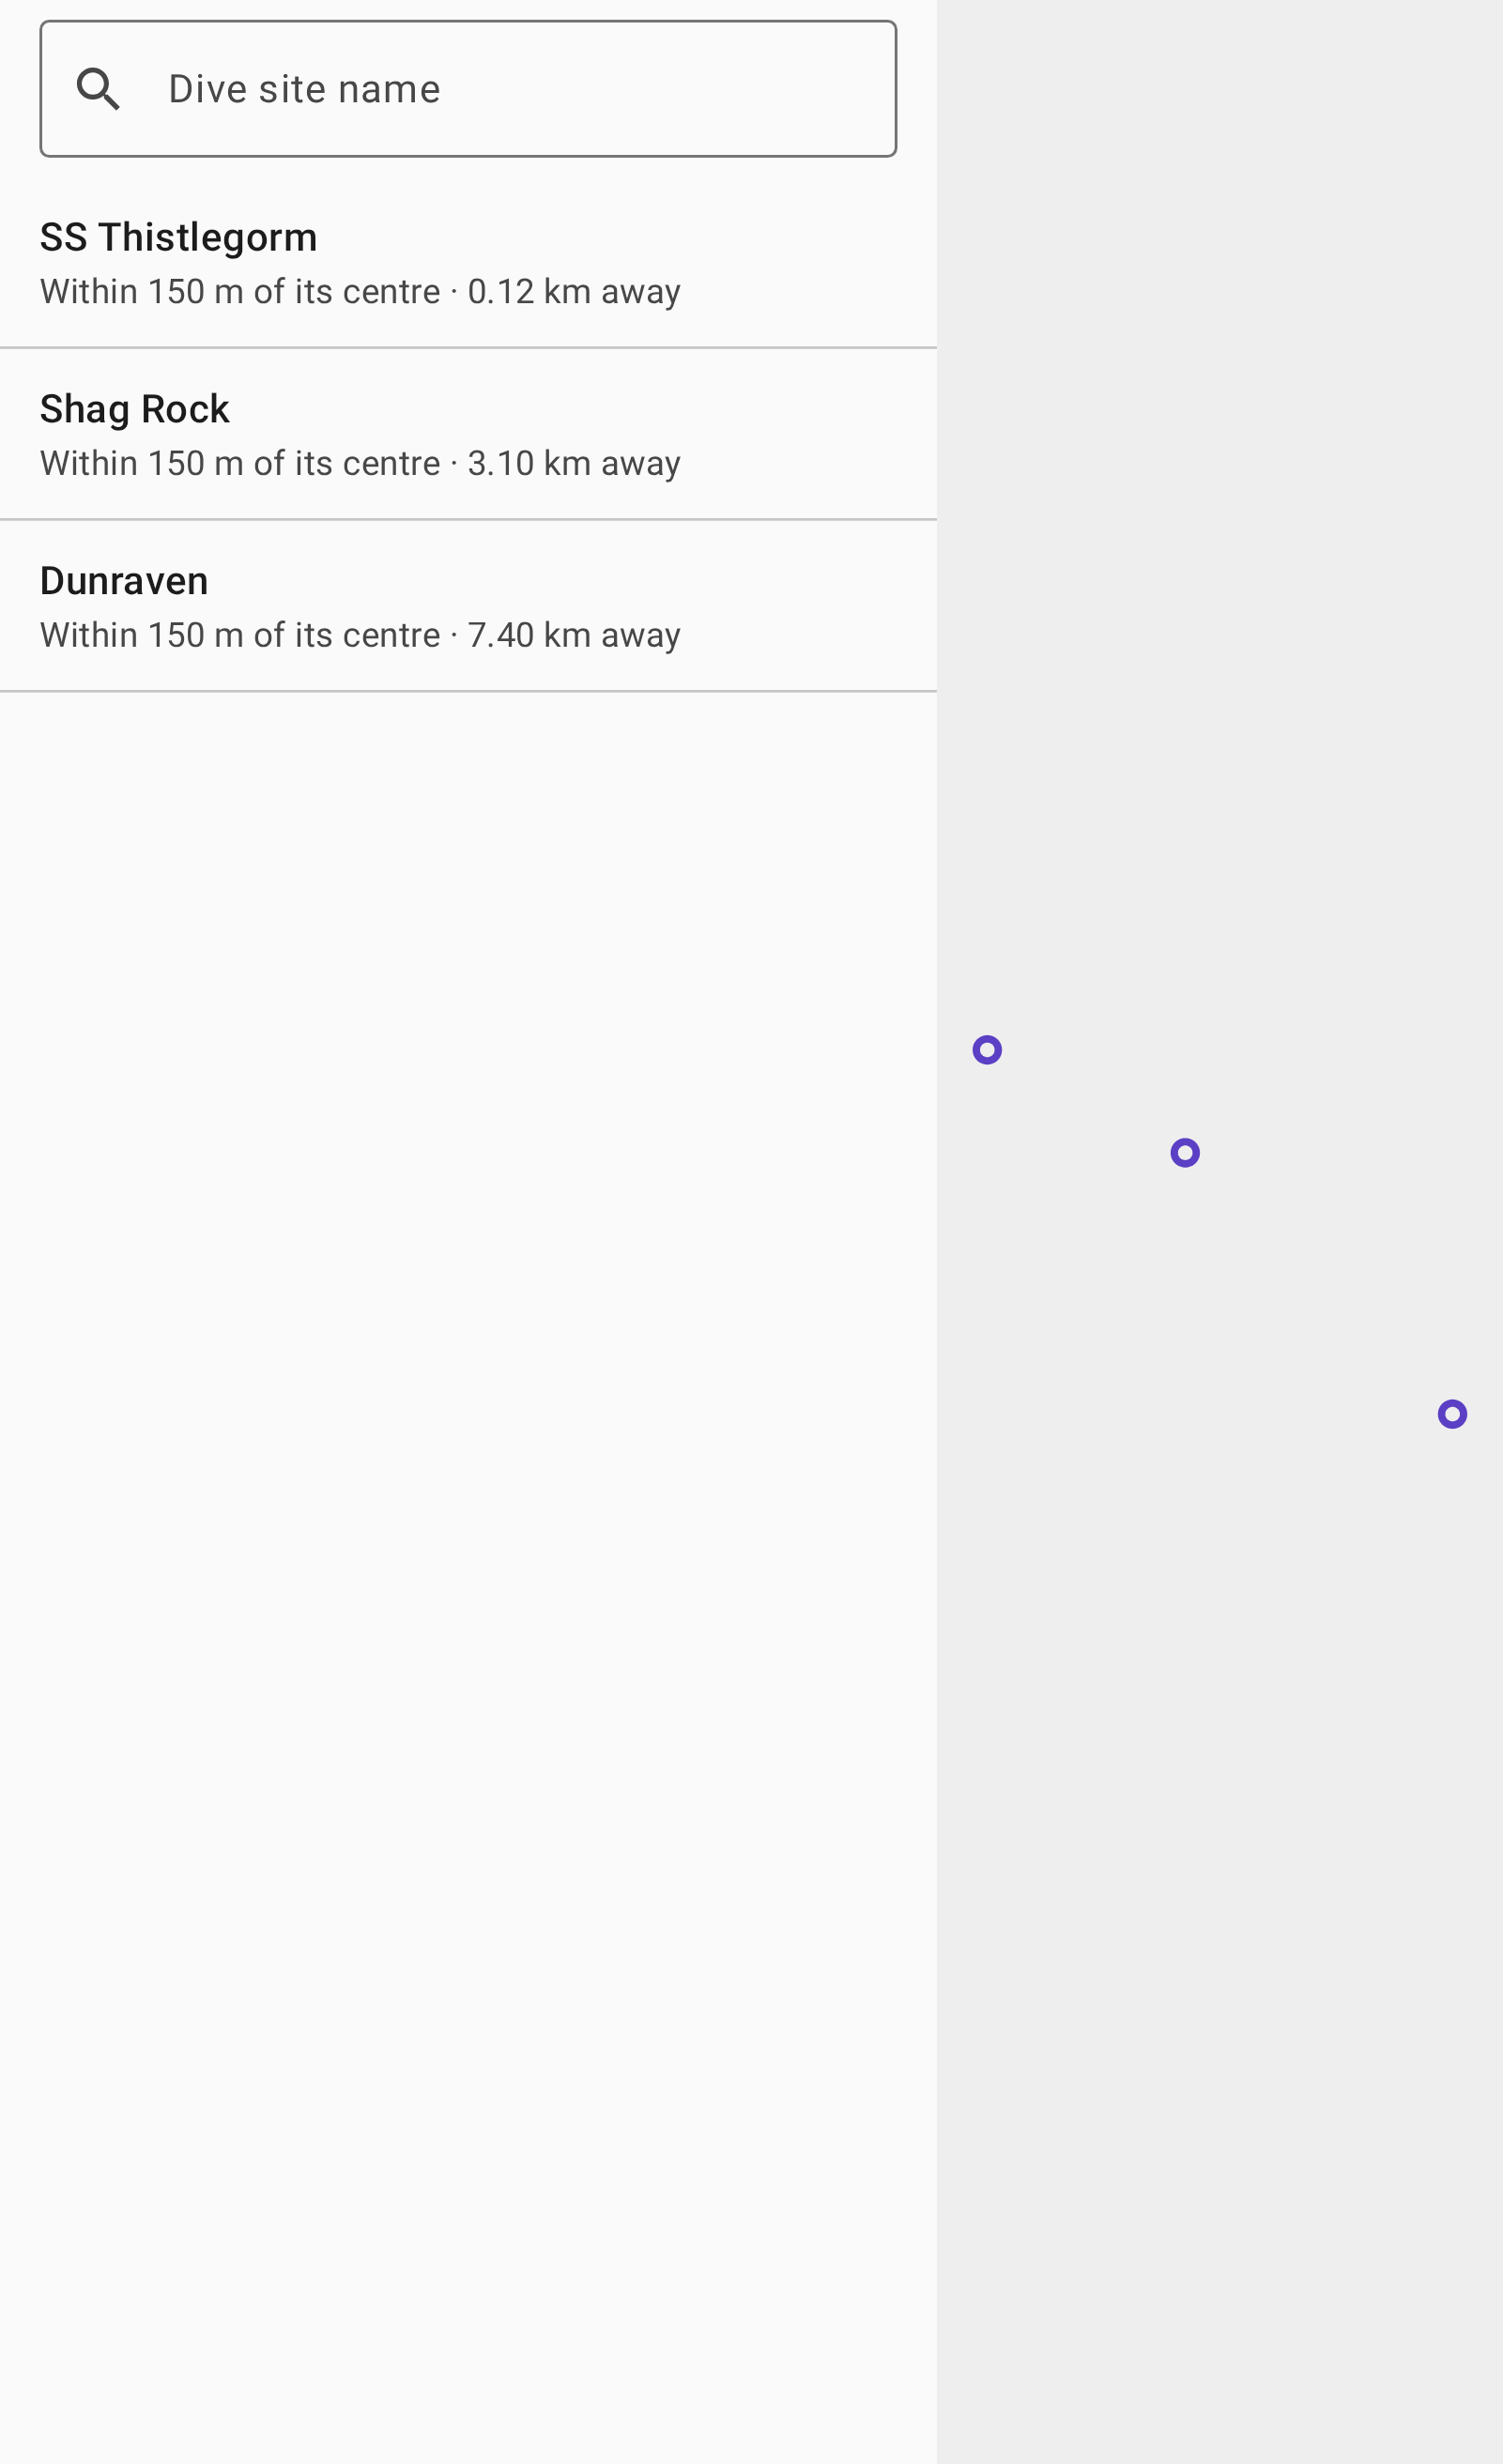 Dive site name
SS Thistlegorm
Within 150 m of its centre · 0.12 km away
Shag Rock
Within 150 m of its centre · 3.10 km away
Dunraven
Within 150 m of its centre · 7.40 km away